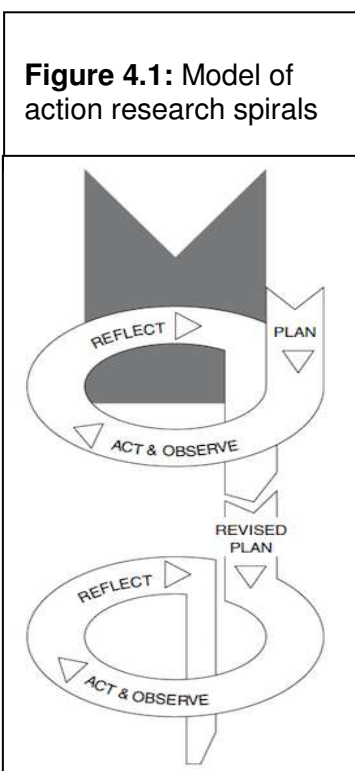 Figure 4.1: Model of
action research spirals
REFLECT
PLAN
ACT & OBSERVE
REVISED
PLAN
REFLECT
ACT & OBSERVE